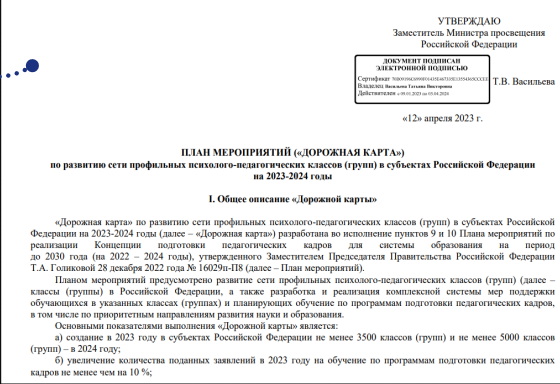 УТВЕРЖДАЮ
Заместитель Министра просвещения
Российской Федерации
ДОКУМЕНТ ПОДПИСАН
ЭЛЕКТРОННОЙ ПОДПИСЬЮ
Сертификат
Владелец Васильева Татьяна Викторовна
Действителен с 09.01.2023 по 03.04.2024
Т.В. Васильева
«12» апреля 2023 г.
ПЛАН МЕРОПРИЯТИЙ («ДОРОЖНАЯ КАРТА»)
по развитию сети профильных психолого-педагогических классов (групп) в субъектах Российской Федерации
на 2023-2024 годы
I. Общее описание «Дорожной карты»
«Дорожная карта» по развитию сети профильных психолого-педагогических классов (групп) в субъектах Российской
Федерации на 2023-2024 годы (далее – «Дорожная карта») разработана во исполнение пунктов 9 и 10 Плана мероприятий по
реализации Концепции подготовки педагогических кадров для системы образования на период
до 2030 года (на 2022 – 2024 годы), утвержденного Заместителем Председателя Правительства Российской Федерации
Т.А. Голиковой 28 декабря 2022 года № 16029п-П8 (далее – План мероприятий).
Планом мероприятий предусмотрено развитие сети профильных психолого-педагогических классов (групп) (далее –
классы (группы) в Российской Федерации, а также разработка и реализация комплексной системы мер поддержки
обучающихся в указанных классах (группах) и планирующих обучение по программам подготовки педагогических кадров,
в том числе по приоритетным направлениям развития науки и образования.
Основными показателями выполнения «Дорожной карты» является:
а) создание в 2023 году в субъектах Российской Федерации не менее 3500 классов (групп) и не менее 5000 классов
(групп) – в 2024 году;
б) увеличение количества поданных заявлений в 2023 году на обучение по программам подготовки педагогических
кадров не менее чем на 10 %;